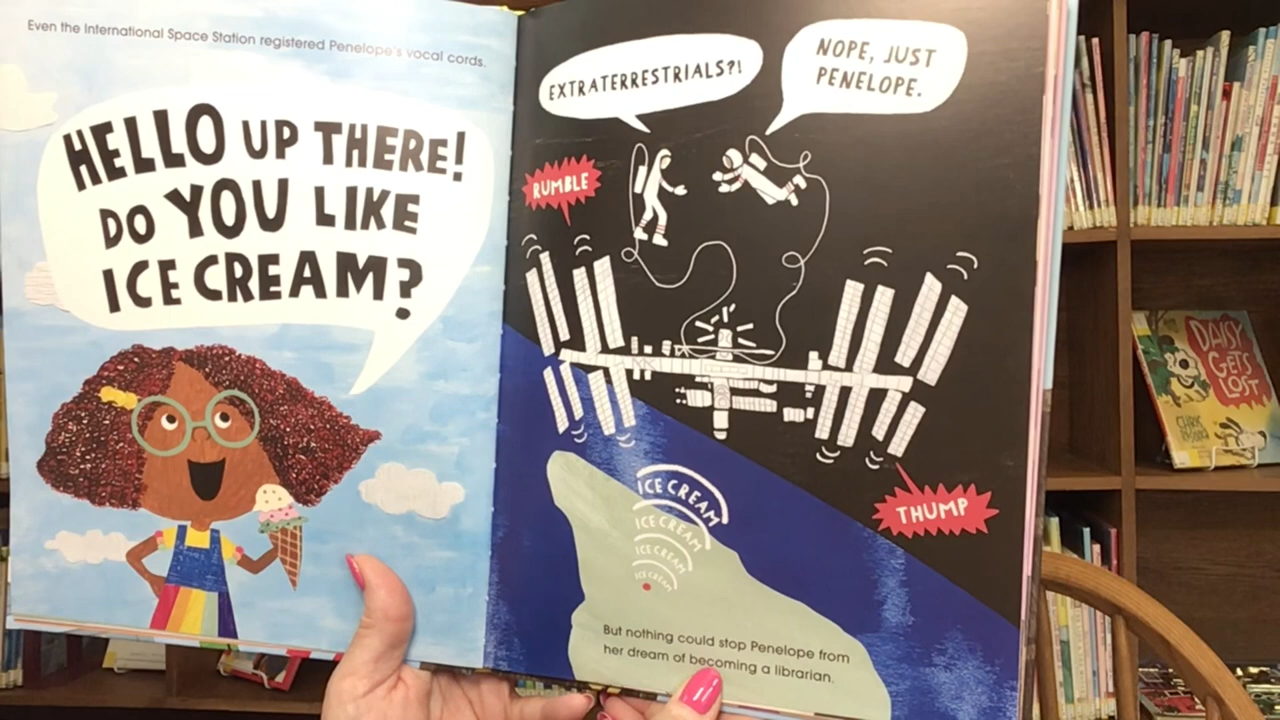 Even the International Space Station registered Penelope's vocal cords.
HELLO UP THERE!
DO YOU LIKE
ICE CREAM?
EXTRATERRESTRIALS?!
NOPE, JUST
PENELOPE.
RUMBLE
THUMP
ICE CREAM
ICE CREAM
ICE CREAM
ICE CREAM
But nothing could stop Penelope from
her dream of becoming a librarian.
DAISY
GETS
LOST
CHRIS